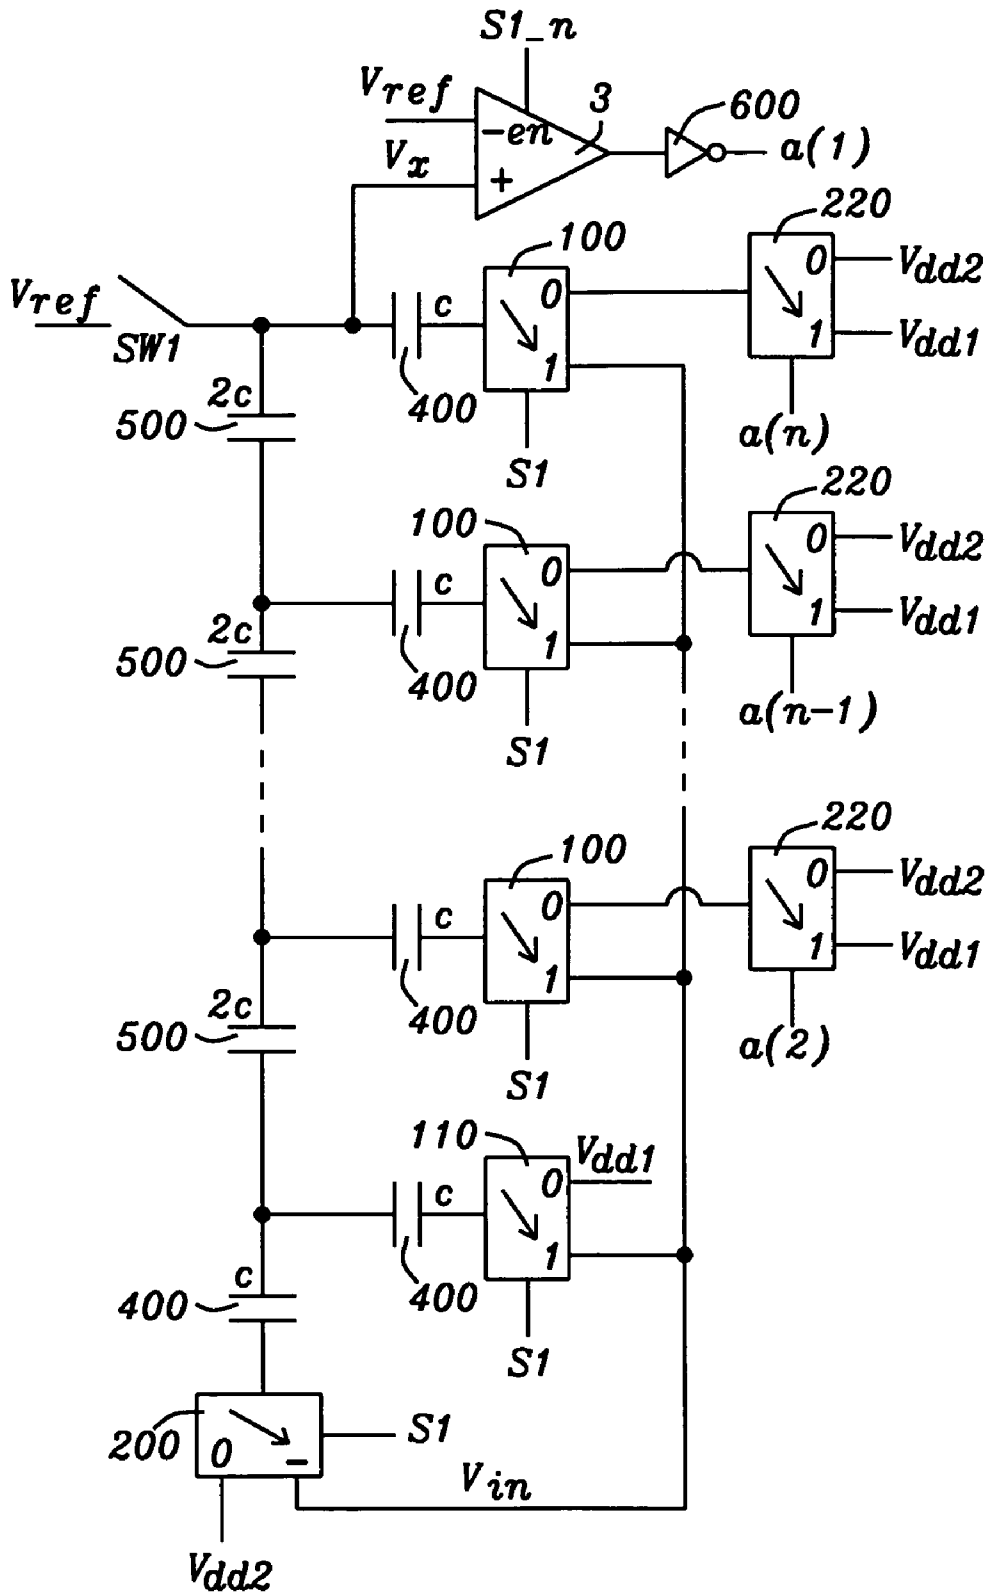 S1_n
Vref
-en
3
600
a(1)
Vx
+
220
100
0
Vdd2
Vref
c
0
SW1
1
Vdd1
1
2c
400
500
a(n)
S1
220
100
0
Vdd2
c
0
1
Vdd1
2c
1
500
400
a(n-1)
S1
220
100
0
Vdd2
c
0
1
Vdd1
1
2c
400
500
a(2)
S1
110
Vdd1
0
c
1
c
400
400
S1
200
0
-
S1
Vin
Vdd2